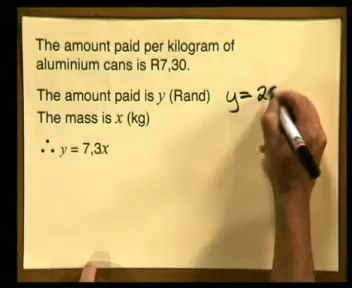 The amount paid per kilogram of
aluminium cans is R7,30.
The amount paid is y (Rand) y = 2
The mass is x (kg)
∴ y = 7,3x